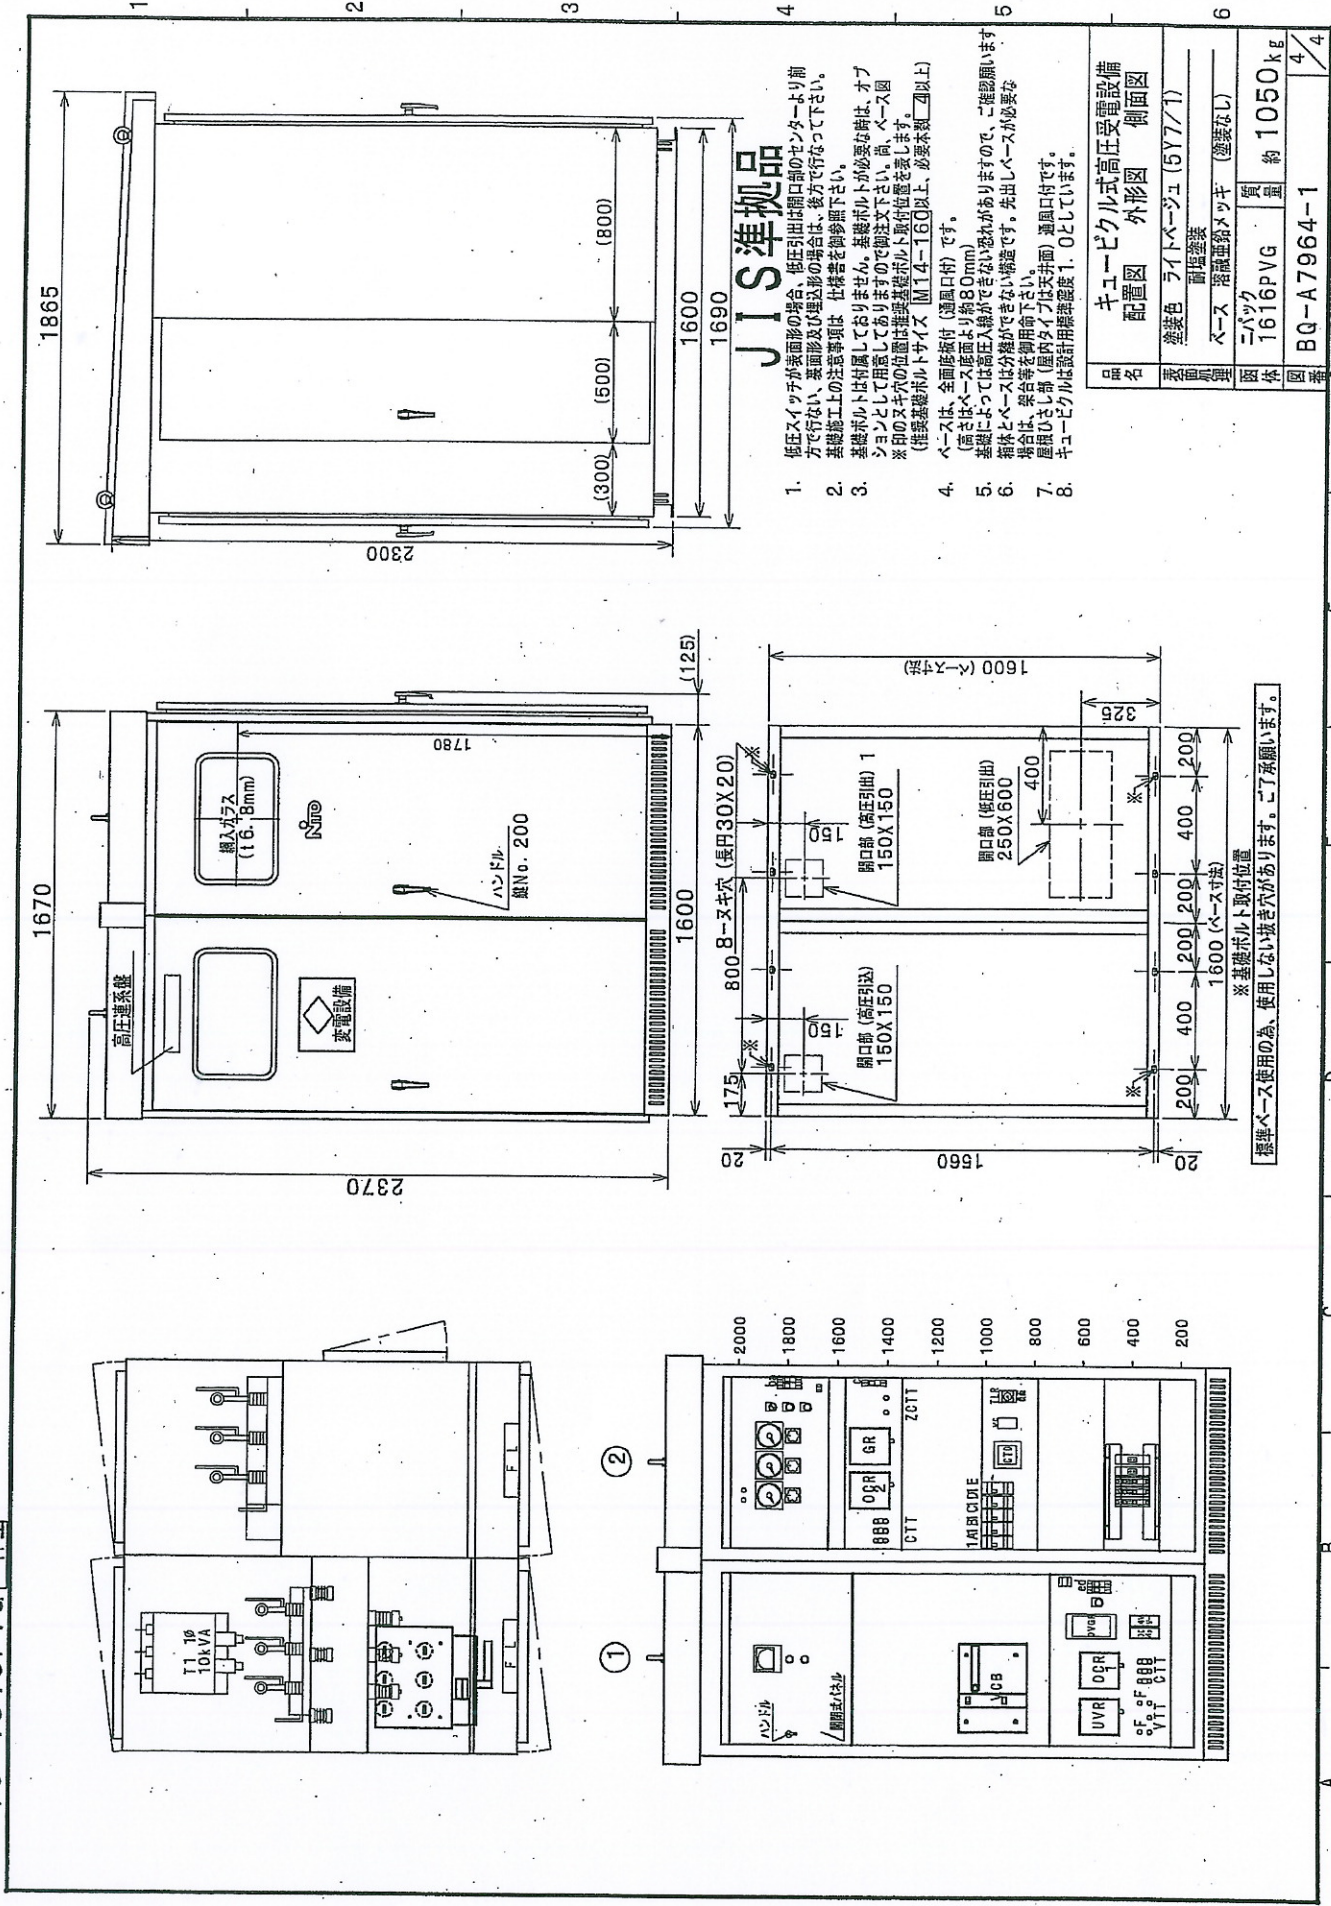 1
2
3
4
5
6
1865
2300
(300)
(500)
(800)
1600
1690
JIS準拠品
1. 低圧スイッチが表面形の場合、低圧引出は開口部のセンターより前
方で行ない、裏面形及び埋込形の場合は、後方で行なって下さい。
2. 基礎施工上の注意事項は 仕様書を御参照下さい。
3. 基礎ボルトは付属しておりません。基礎ボルトが必要な時は、オプ
ションとして用意してありますので御注文下さい。尚、ベース図
※印のヌキ穴の位置は推奨基礎ボルト取付位置を表します。
(推奨基礎ボルトサイズ M14-160以上、必要本数 4以上)
4. ベースは、全面底板付(通風口付)です。
(高さはベース底面より約80mm)
5. 基礎によっては高圧入線ができない恐れがありますので、ご確認願います
6. 箱体とベースは分離ができない構造です。先出しベースが必要な
場合は、架台等を御用命下さい。
7. 屋根ひさし部(屋内タイプは天井面)通風口付です。
8. キュービクルは設計用標準震度1.0としています。
品名
キュービクル式高圧受電設備
配置図 外形図 側面図
表面処理
塗装色 ライトベージュ(5Y7/1)
耐塩塗装
ベース 溶融亜鉛メッキ (塗装なし)
函体
ニパック
1616PVG
質量
約 1050kg
図番
BQ-A7964-1
4/4
1670
高圧連系盤
網入ガラス
(t6.8mm)
Nito
変電設備
ハンドル
鍵No.200
1780
2370
(125)
1600
8-ヌキ穴(長円30X20)
800
175
150
150
開口部(高圧引込)
150X150
開口部(高圧引出)1
150X150
開口部(低圧引出)
250X600
400
325
1600(ベース寸法)
20
1560
20
200
400
200
200
400
200
1600(ベース寸法)
※基礎ボルト取付位置
標準ベース使用の為、使用しない抜き穴があります。ご了承願います。
T1 1φ
10kVA
F L
F L
①
②
ハンドル
開閉式パネル
VCB
UVR
OCR
1
DVGR
ed
VTT
CTT
OCR
2
GR
CTT
ZCTT
1A1B1C1D1E
CTD
TLR
2000
1800
1600
1400
1200
1000
800
600
400
200